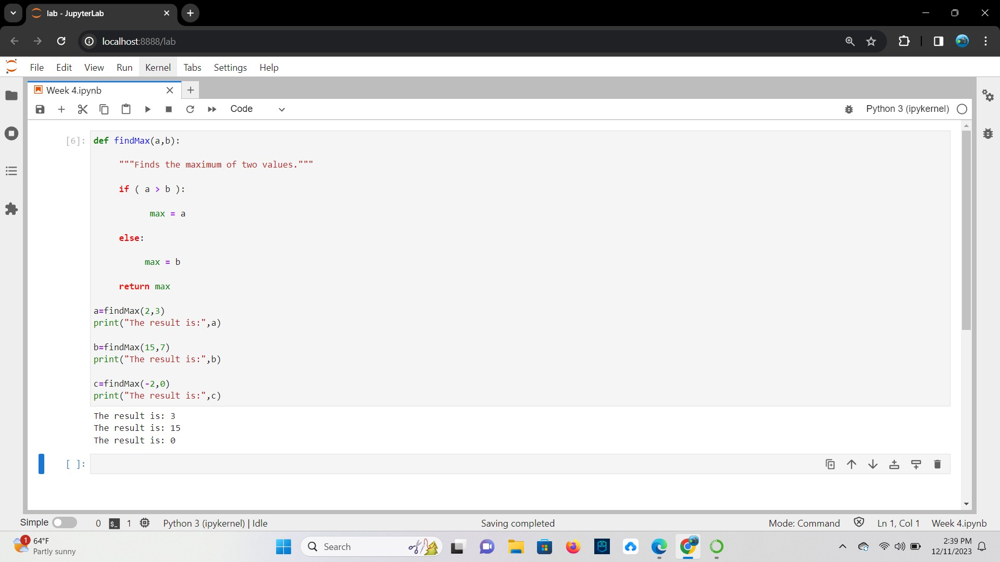 lab - JupyterLab
localhost:8888/lab
File Edit View Run Kernel Tabs Settings Help
Week 4.ipynb
Code
Python 3 (ipykernel)
[6]: def findMax(a,b):
"""Finds the maximum of two values."""
if ( a > b ):
max = a
else:
max = b
return max
a=findMax(2,3)
print("The result is:",a)
b=findMax(15,7)
print("The result is:",b)
c=findMax(-2,0)
print("The result is:",c)
The result is: 3
The result is: 15
The result is: 0
[ ]:
Simple 0 $_ 1 Python 3 (ipykernel) | Idle Saving completed Mode: Command Ln 1, Col 1 Week 4.ipynb
1 64°F
Partly sunny
Search
2:39 PM
12/11/2023